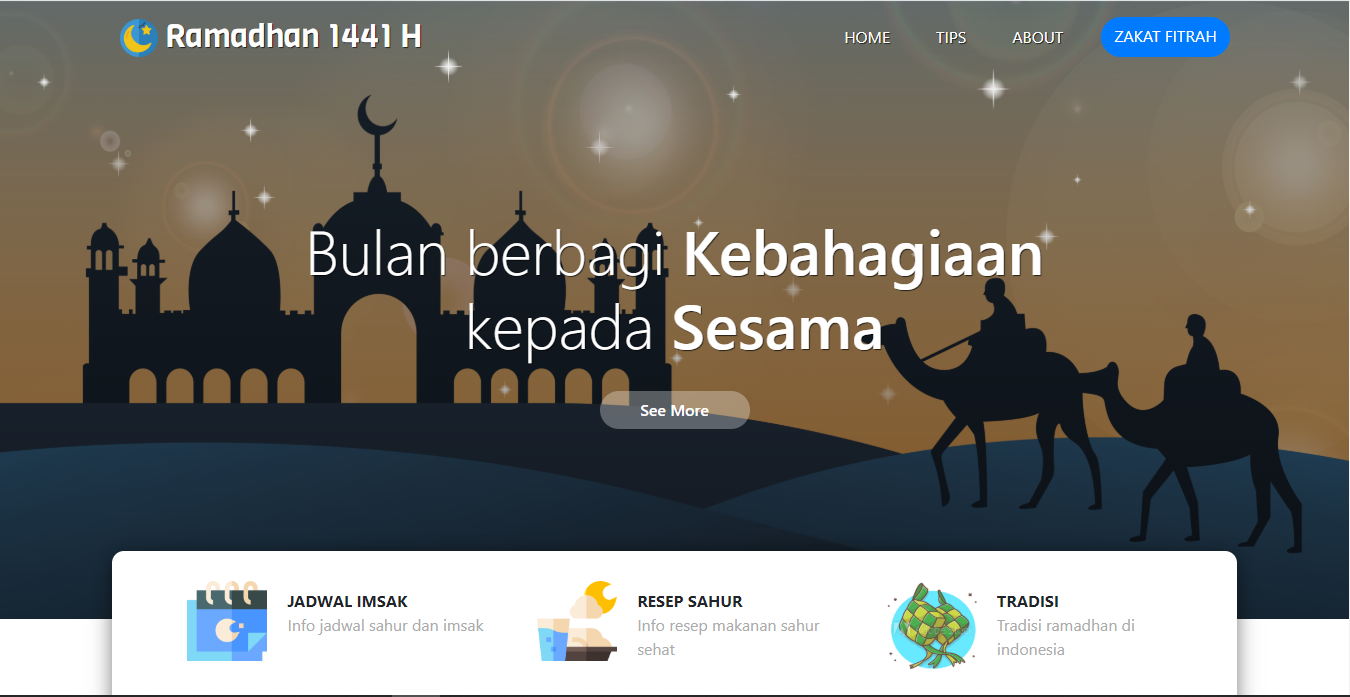 Ramadhan 1441 H
HOME TIPS ABOUT ZAKAT FITRAH
Bulan berbagi Kebahagiaan
kepada Sesama
See More
JADWAL IMSAK
Info jadwal sahur dan imsak
RESEP SAHUR
Info resep makanan sahur
sehat
TRADISI
Tradisi ramadhan di
indonesia